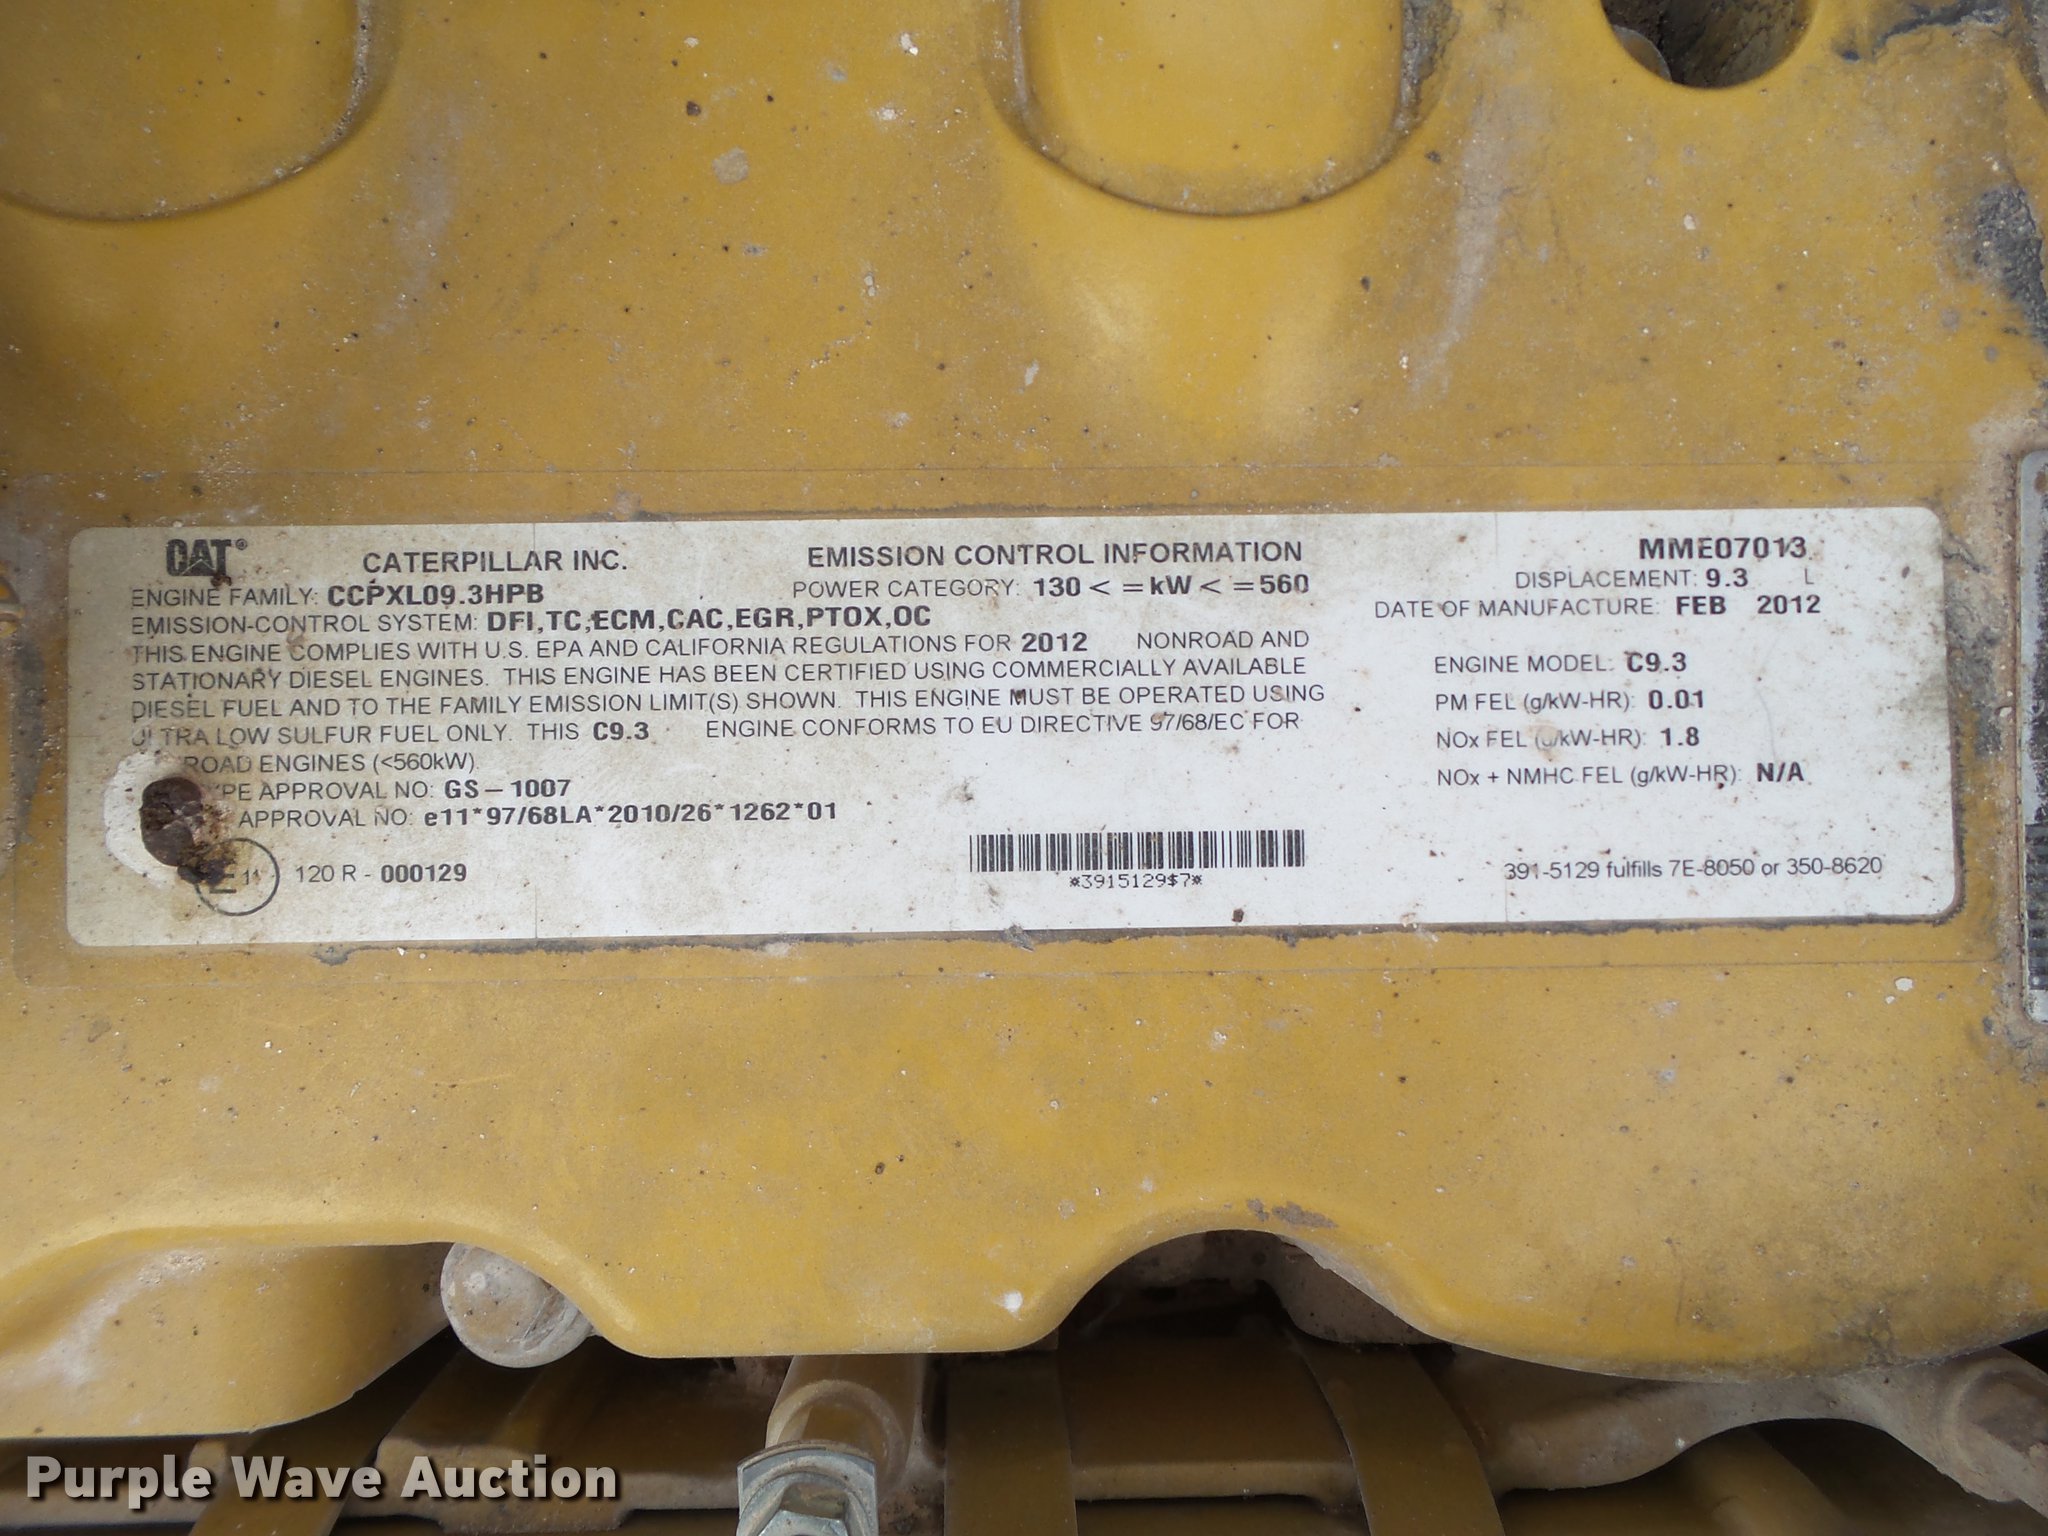 CAT®
CATERPILLAR INC.
EMISSION CONTROL INFORMATION
MME07013
ENGINE FAMILY: CCPXL09.3HPB
POWER CATEGORY: 130 < =kW < =560
DISPLACEMENT: 9.3 L
EMISSION-CONTROL SYSTEM: DFI,TC,ECM,CAC,EGR,PTOX,OC
DATE OF MANUFACTURE: FEB 2012
THIS ENGINE COMPLIES WITH U.S. EPA AND CALIFORNIA REGULATIONS FOR 2012 NONROAD AND
STATIONARY DIESEL ENGINES. THIS ENGINE HAS BEEN CERTIFIED USING COMMERCIALLY AVAILABLE
DIESEL FUEL AND TO THE FAMILY EMISSION LIMIT(S) SHOWN. THIS ENGINE MUST BE OPERATED USING
ULTRA LOW SULFUR FUEL ONLY. THIS C9.3 ENGINE CONFORMS TO EU DIRECTIVE 97/68/EC FOR
ROAD ENGINES (<560kW)
APPROVAL NO: GS-1007
APPROVAL NO: e11*97/68LA*2010/26*1262*01
120 R - 000129
ENGINE MODEL: C9.3
PM FEL (g/kW-HR): 0.01
NOx FEL (g/kW-HR): 1.8
NOx + NMHC FEL (g/kW-HR): N/A
*3915129$7*
391-5129 fulfills 7E-8050 or 350-8620
Purple Wave Auction